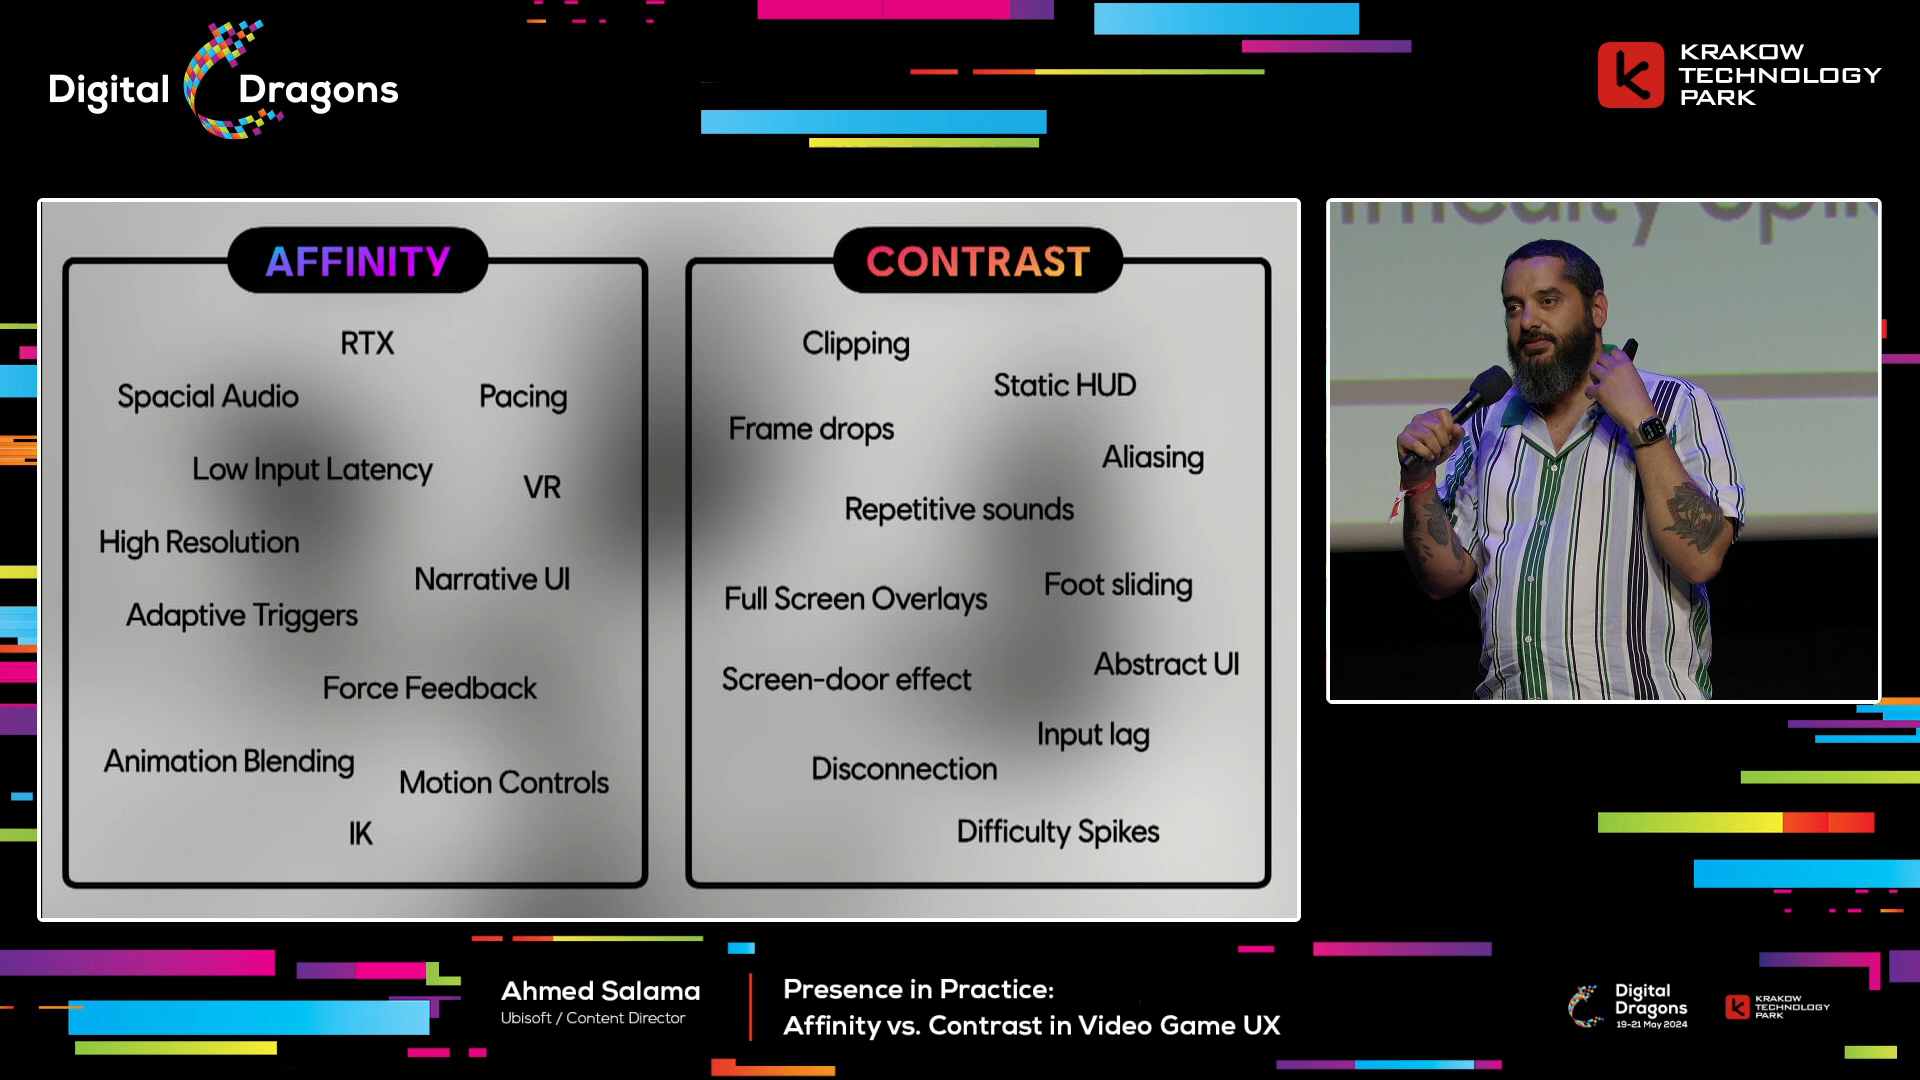 Digital Dragons
KRAKOW
TECHNOLOGY
PARK
AFFINITY
RTX
Spacial Audio
Pacing
Low Input Latency
VR
High Resolution
Narrative UI
Adaptive Triggers
Force Feedback
Animation Blending
Motion Controls
IK
CONTRAST
Clipping
Static HUD
Frame drops
Aliasing
Repetitive sounds
Foot sliding
Full Screen Overlays
Abstract UI
Screen-door effect
Input lag
Disconnection
Difficulty Spikes
Ahmed Salama
Ubisoft / Content Director
Presence in Practice:
Affinity vs. Contrast in Video Game UX
Digital
Dragons
19-21 May 2024
KRAKOW
TECHNOLOGY
PARK